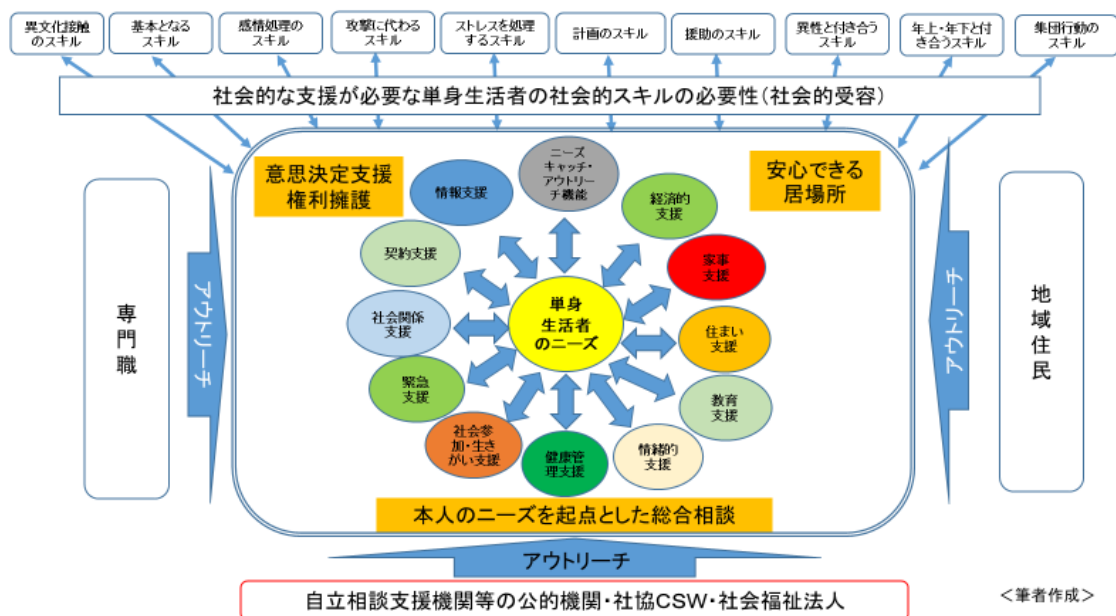 異文化接触
のスキル
基本となる
スキル
感情処理の
スキル
攻撃に代わる
スキル
ストレスを処理
するスキル
計画のスキル
援助のスキル
異性と付き合う
スキル
年上・年下と付
き合うスキル
集団行動の
スキル
社会的な支援が必要な単身生活者の社会的スキルの必要性(社会的受容)
意思決定支援
権利擁護
安心できる
居場所
ニーズ
キャッチ・
アウトリー
チ機能
情報支援
経済的
支援
契約支援
家事
支援
社会関係
支援
単身
生活者
のニーズ
住まい
支援
緊急
支援
教育
支援
社会参
加・生き
がい支援
健康管
理支援
情緒的
支援
専門職
アウトリーチ
アウトリーチ
地域住民
本人のニーズを起点とした総合相談
アウトリーチ
自立相談支援機関等の公的機関・社協CSW・社会福祉法人
<筆者作成>